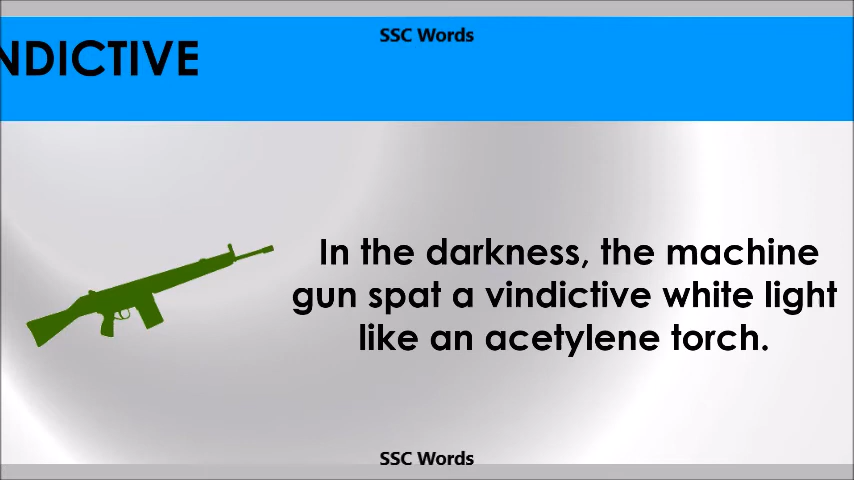 SSC Words
NDICTIVE
In the darkness, the machine
gun spat a vindictive white light
like an acetylene torch.
SSC Words